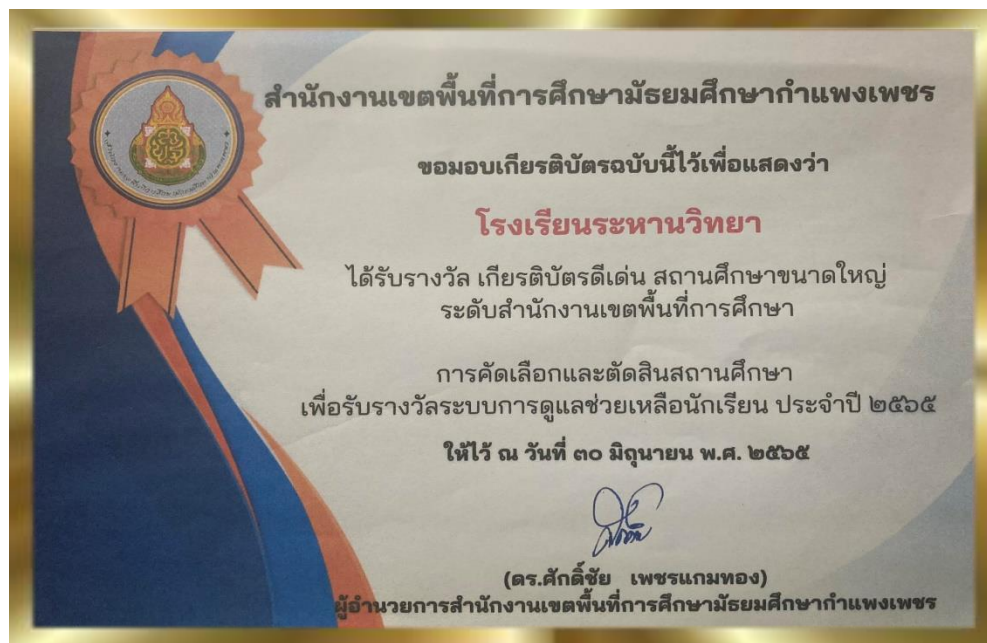 สำนักงานเขตพื้นที่การศึกษามัธยมศึกษากำแพงเพชร
ขอมอบเกียรติบัตรฉบับนี้ไว้เพื่อแสดงว่า
โรงเรียนระหานวิทยา
ได้รับรางวัล เกียรติบัตรดีเด่น สถานศึกษาขนาดใหญ่
ระดับสำนักงานเขตพื้นที่การศึกษา
การคัดเลือกและตัดสินสถานศึกษา
เพื่อรับรางวัลระบบการดูแลช่วยเหลือนักเรียน ประจำปี ๒๕๖๕
ให้ไว้ ณ วันที่ ๓๐ มิถุนายน พ.ศ. ๒๕๖๕
(ดร.ศักดิ์ชัย เพชรแกมทอง)
ผู้อำนวยการสำนักงานเขตพื้นที่การศึกษามัธยมศึกษากำแพงเพชร